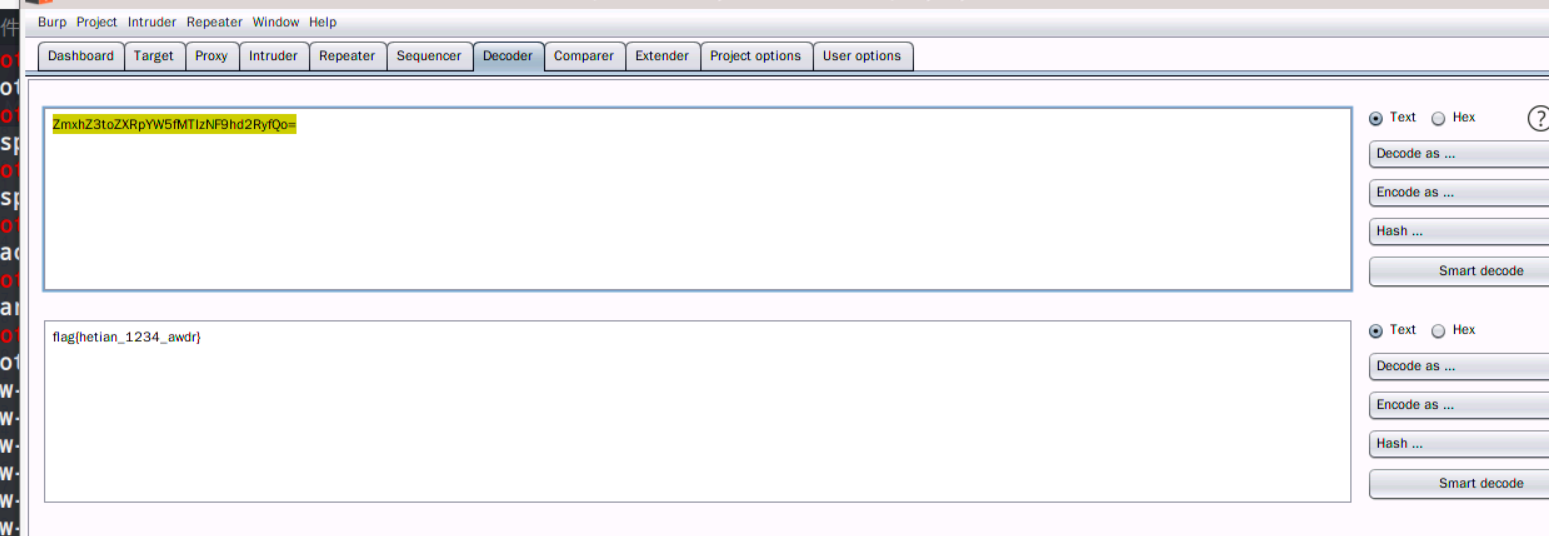 Burp Project Intruder Repeater Window Help
Dashboard Target Proxy Intruder Repeater Sequencer Decoder Comparer Extender Project options User options
ZmxhZ3toZXRpYW5fMTIzNF9hd2RyfQo=
Text Hex ?
Decode as ...
Encode as ...
Hash ...
Smart decode
flag{hetian_1234_awdr}
Text Hex
Decode as ...
Encode as ...
Hash ...
Smart decode